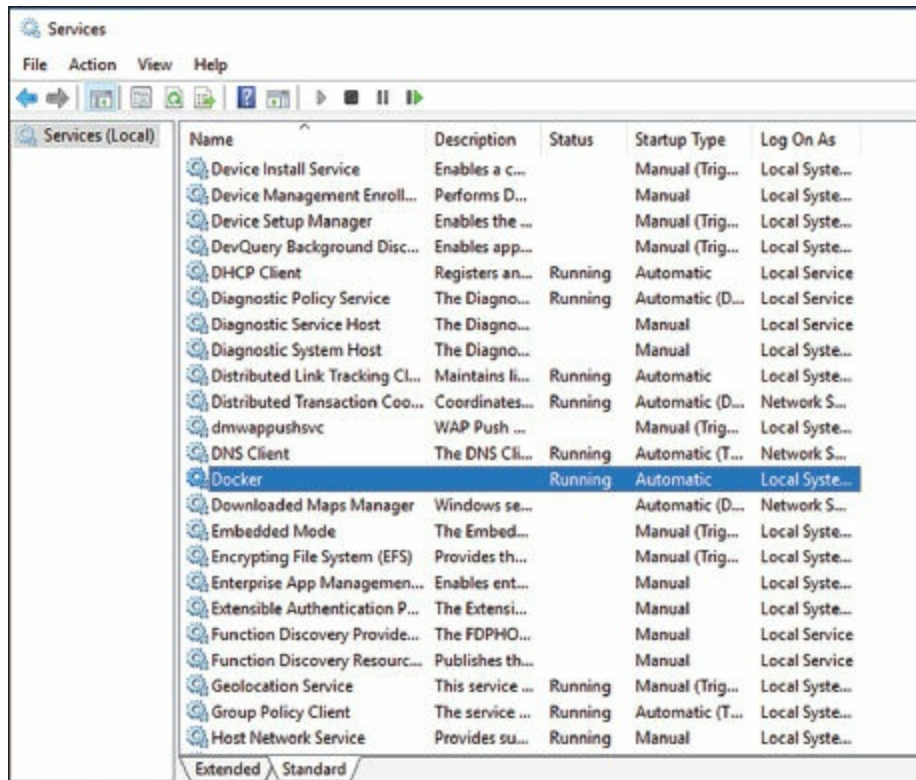 Services
File Action View Help
Services (Local)
Name Description Status Startup Type Log On As
Device Install Service Enables a c... Manual (Trig... Local Syste...
Device Management Enroll... Performs D... Manual Local Syste...
Device Setup Manager Enables the ... Manual (Trig... Local Syste...
DevQuery Background Disc... Enables app... Manual (Trig... Local Syste...
DHCP Client Registers an... Running Automatic Local Service
Diagnostic Policy Service The Diagno... Running Automatic (D... Local Service
Diagnostic Service Host The Diagno... Manual Local Service
Diagnostic System Host The Diagno... Manual Local Syste...
Distributed Link Tracking Cl... Maintains li... Running Automatic Local Syste...
Distributed Transaction Coo... Coordinates... Running Automatic (D... Network S...
dmwappushsvc WAP Push ... Manual (Trig... Local Syste...
DNS Client The DNS Cli... Running Automatic (T... Network S...
Docker Running Automatic Local Syste...
Downloaded Maps Manager Windows se... Automatic (D... Network S...
Embedded Mode The Embed... Manual (Trig... Local Syste...
Encrypting File System (EFS) Provides th... Manual (Trig... Local Syste...
Enterprise App Managemen... Enables ent... Manual Local Syste...
Extensible Authentication P... The Extensi... Manual Local Syste...
Function Discovery Provide... The FDPHO... Manual Local Service
Function Discovery Resourc... Publishes th... Manual Local Service
Geolocation Service This service ... Running Manual (Trig... Local Syste...
Group Policy Client The service ... Running Automatic (T... Local Syste...
Host Network Service Provides su... Running Manual (Trig... Local Syste...
Extended Standard